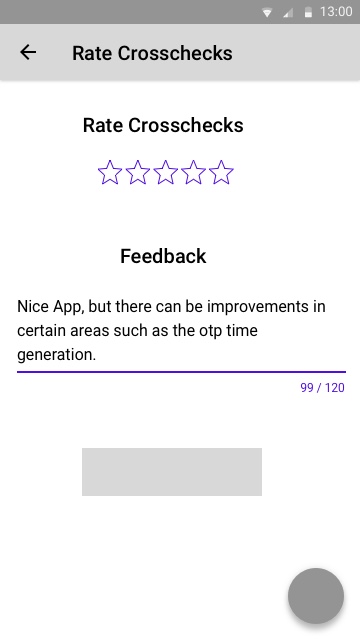 13:00
Rate Crosschecks
Rate Crosschecks
Feedback
Nice App, but there can be improvements in
certain areas such as the otp time
generation.
99 / 120